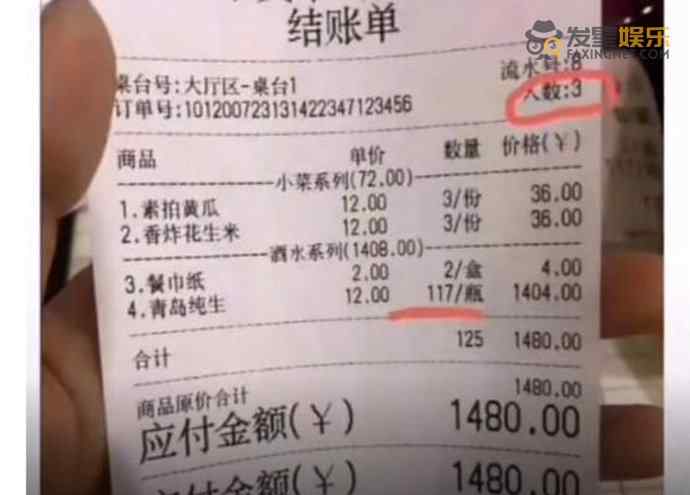 发星娱乐
FAXINGNET.COM
结账单
桌台号:大厅区-桌台1
流水号:8
订单号:101200723131422347123456
人数:3
商品 单价 数量 价格(¥)
小菜系列(72.00)
1.素拍黄瓜 12.00 3/份 36.00
2.香炸花生米 12.00 3/份 36.00
酒水系列(1408.00)
3.餐巾纸 2.00 2/盒 4.00
4.青岛纯生 12.00 117/瓶 1404.00
合计 125 1480.00
商品原价合计 1480.00
应付金额(¥) 1480.00
1480.00